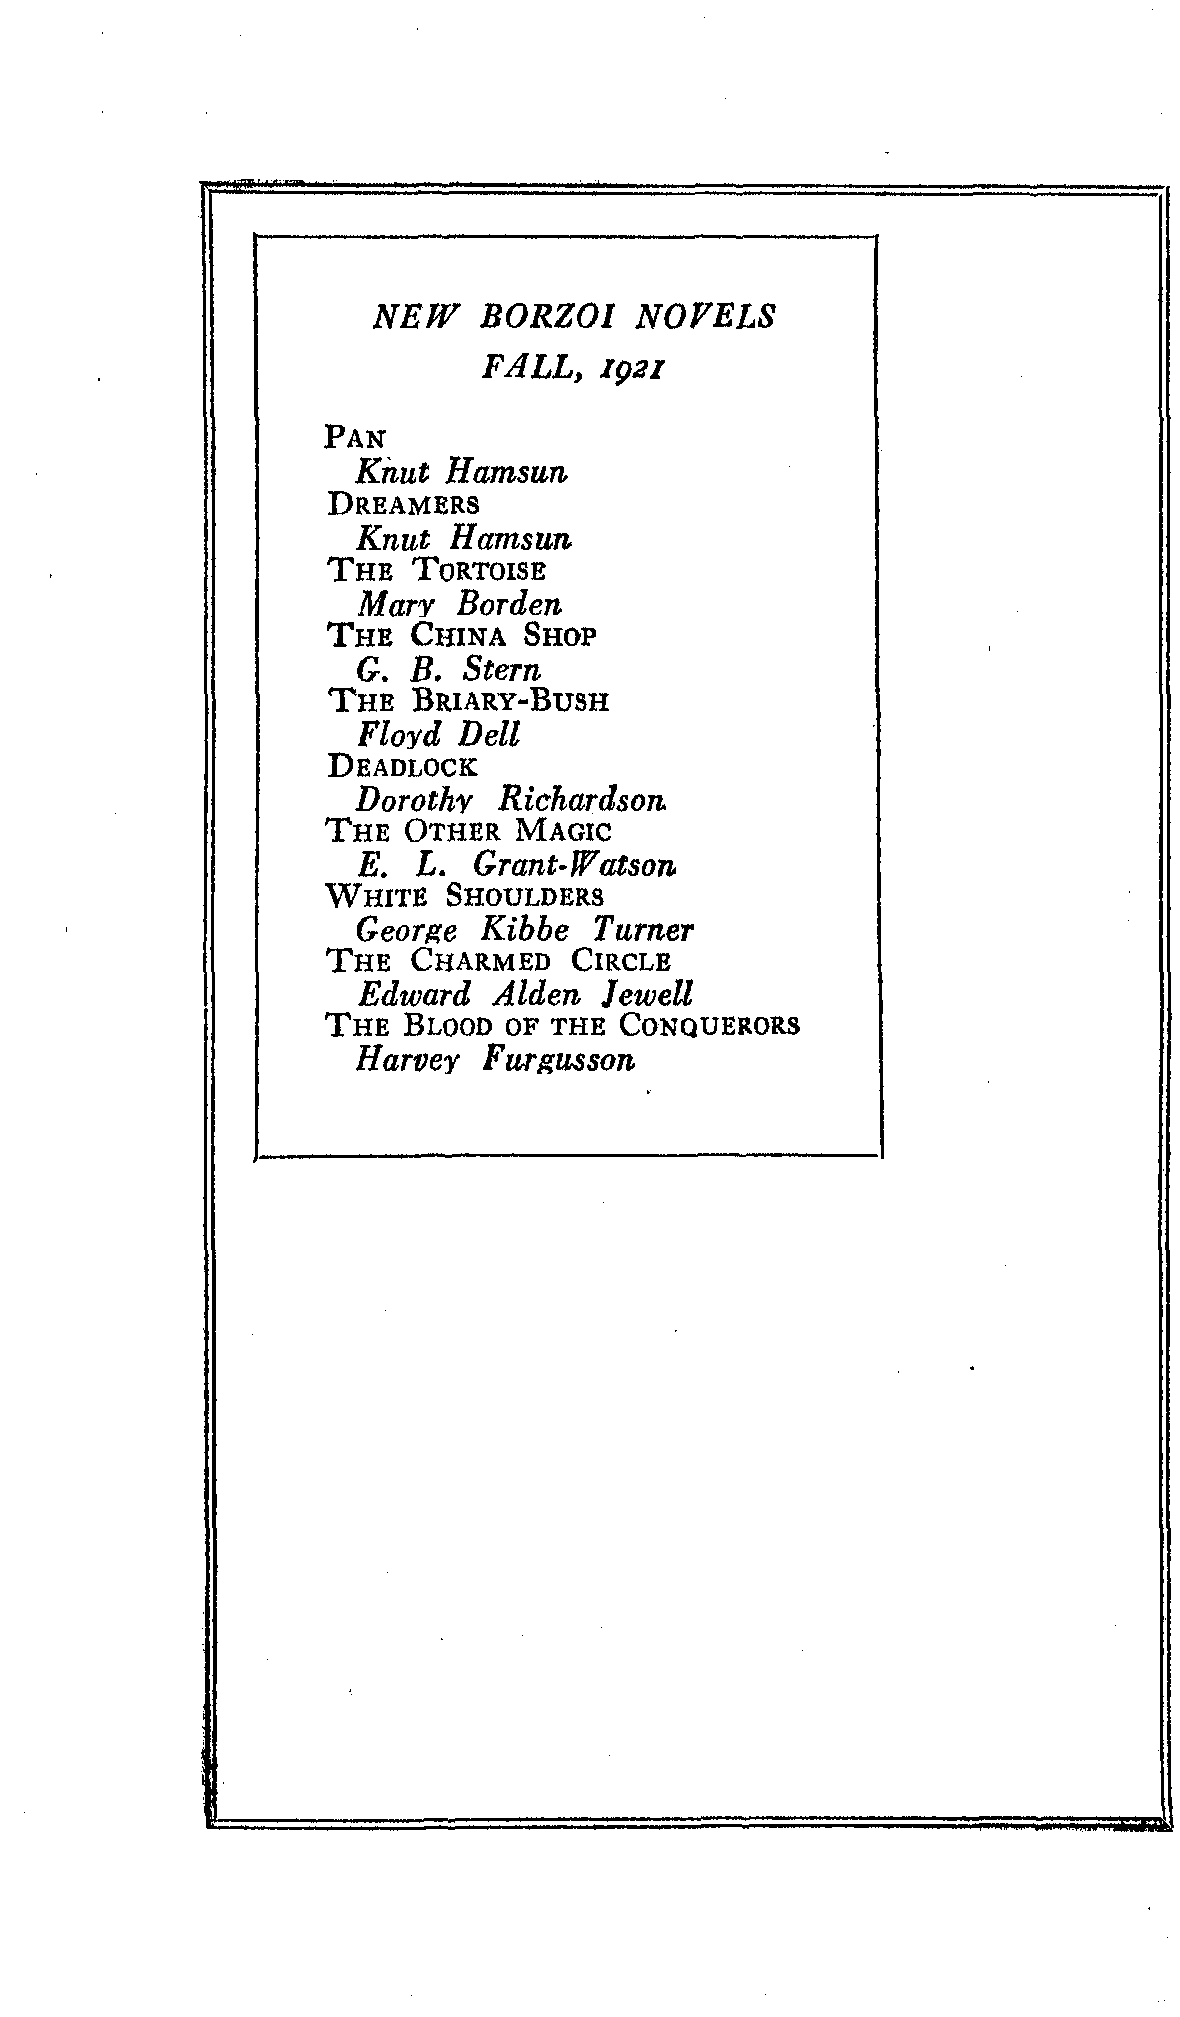 NEW BORZOI NOVELS
FALL, 1921
PAN
Knut Hamsun
DREAMERS
Knut Hamsun
THE TORTOISE
Mary Borden
THE CHINA SHOP
G. B. Stern
THE BRIARY-BUSH
Floyd Dell
DEADLOCK
Dorothy Richardson
THE OTHER MAGIC
E. L. Grant-Watson
WHITE SHOULDERS
George Kibbe Turner
THE CHARMED CIRCLE
Edward Alden Jewell
THE BLOOD OF THE CONQUERORS
Harvey Furgusson